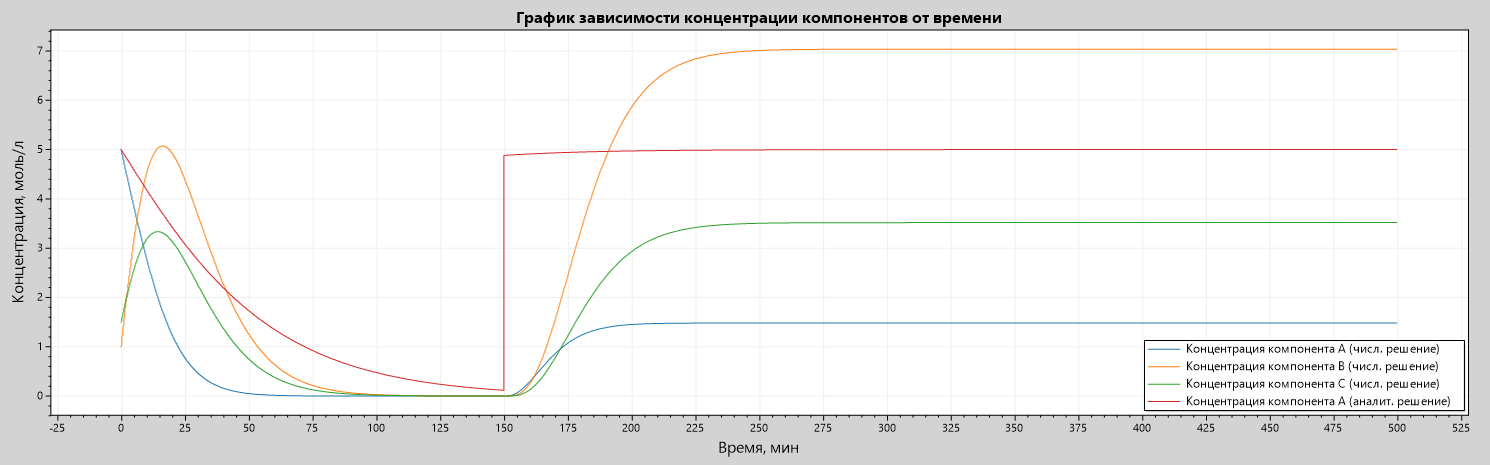 График зависимости концентрации компонентов от времени
Концентрация, моль/л
7
6
5
4
3
2
1
0
-25 0 25 50 75 100 125 150 175 200 225 250 275 300 325 350 375 400 425 450 475 500 525
Время, мин
Концентрация компонента А (числ. решение)
Концентрация компонента В (числ. решение)
Концентрация компонента С (числ. решение)
Концентрация компонента А (аналит. решение)